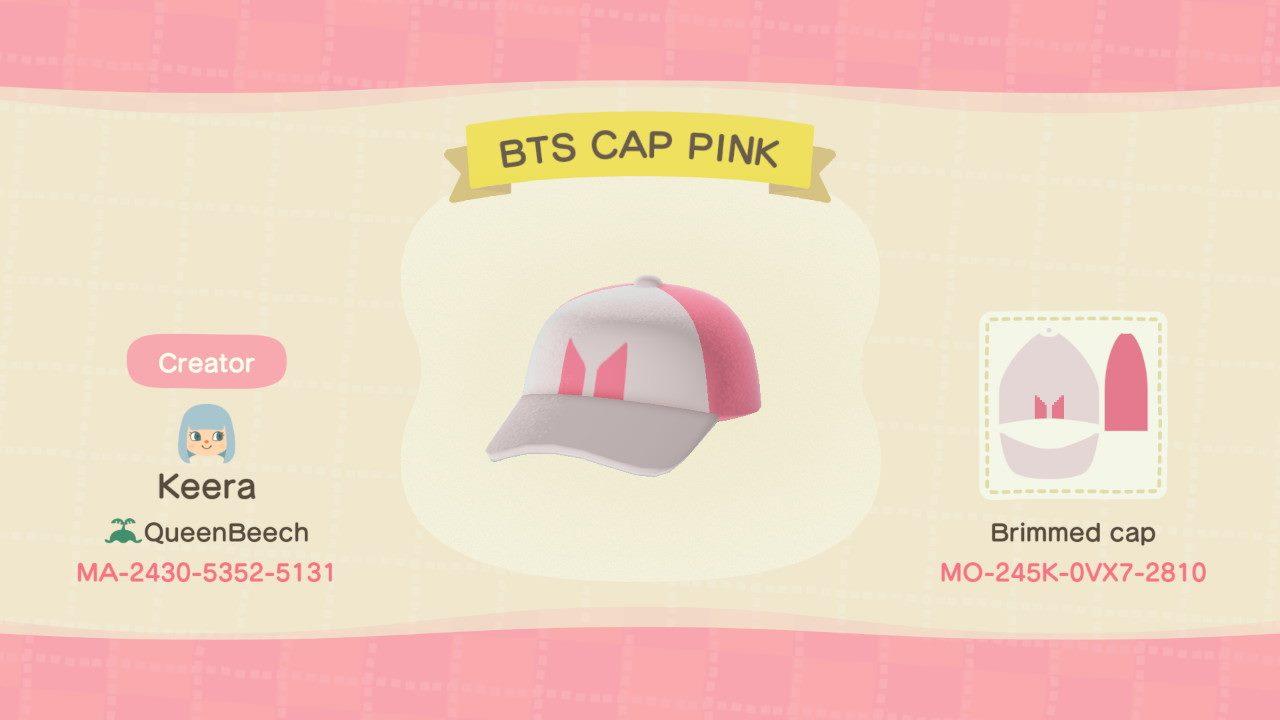 BTS CAP PINK
Creator
Keera
QueenBeech
MA-2430-5352-5131
Brimmed cap
MO-245K-0VX7-2810